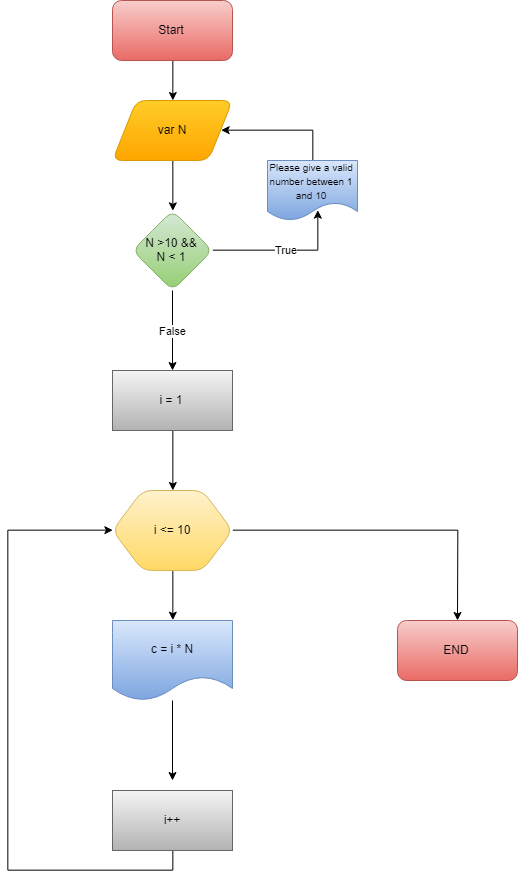 Start
var N
Please give a valid
number between 1
and 10
N >10 &&
N < 1
True
False
i = 1
i <= 10
c = i * N
END
i++